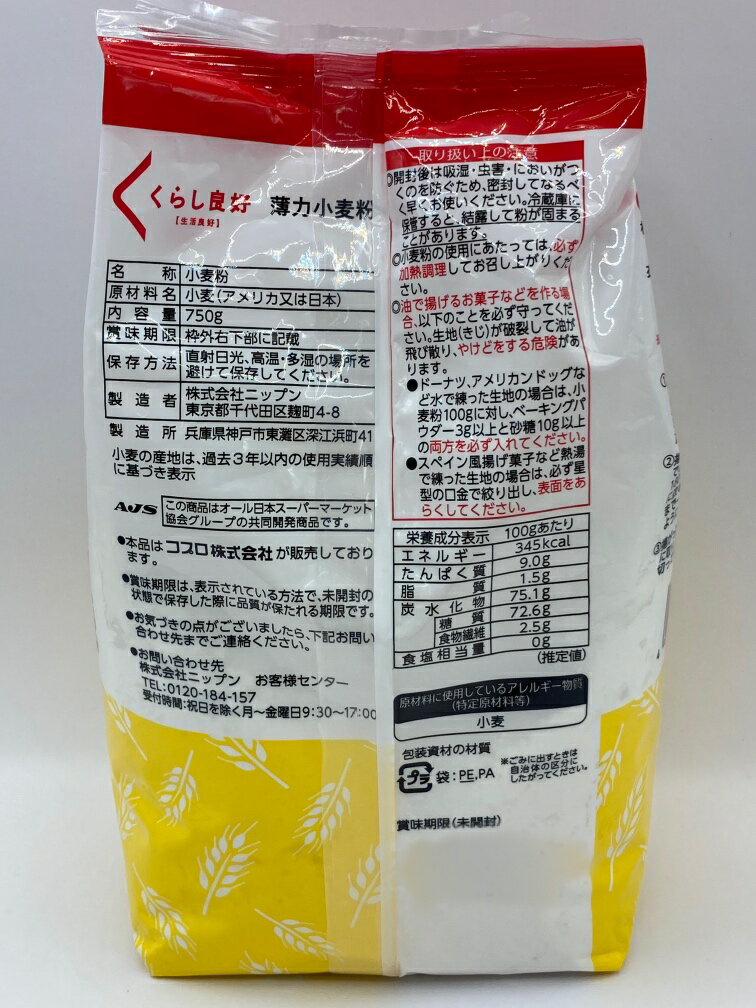 くらし良好
【生活良好】
薄力小麦粉
名 称 小麦粉
原材料名 小麦(アメリカ又は日本)
内容量 750g
賞味期限 枠外右下部に記載
保存方法 直射日光、高温・多湿の場所を
避けて保存してください。
製造者 株式会社ニップン
東京都千代田区麹町4-8
製造所 兵庫県神戸市東灘区深江浜町41
小麦の産地は、過去3年以内の使用実績順
に基づき表示
AJS この商品はオール日本スーパーマーケット
協会グループの共同開発商品です。
●本品はコプロ株式会社が販売しており
ます。
●賞味期限は、表示されている方法で、未開封の
状態で保存した際に品質が保たれる期限です。
●お気づきの点がございましたら、下記お問い
合わせ先までご連絡ください。
●お問い合わせ先
株式会社ニップン お客様センター
TEL:0120-184-157
受付時間:祝日を除く月~金曜日9:30~17:00
取り扱い上の注意
◎開封後は吸湿・虫害・においがつ
くのを防ぐため、密封してなるべ
く早くお使いください。冷蔵庫に
保管すると、結露して粉が固まる
ことがあります。
◎小麦粉の使用にあたっては、必ず
加熱調理してお召し上がりくだ
さい。
◎油で揚げるお菓子などを作る場
合、以下のことを必ず守ってくだ
さい。生地(きじ)が破裂して油が
飛び散り、やけどをする危険があ
ります。
●ドーナツ、アメリカンドッグな
ど水で練った生地の場合は、小
麦粉100gに対し、ベーキングパ
ウダー3g以上と砂糖10g以上
の両方を必ず入れてください。
●スペイン風揚げ菓子など熱湯
で練った生地の場合は、必ず星
型の口金で絞り出し、表面をあ
らくしてください。
栄養成分表示 100gあたり
エネルギー 345kcal
たんぱく質 9.0g
脂質 1.5g
炭水化物 75.1g
糖質 72.6g
食物繊維 2.5g
食塩相当量 0g
(推定値)
原材料に使用しているアレルギー物質
(特定原材料等)
小麦
包装資材の材質
プラ 袋:PE,PA
※ごみに出すときは
自治体の区分に
したがってください。
賞味期限(未開封)